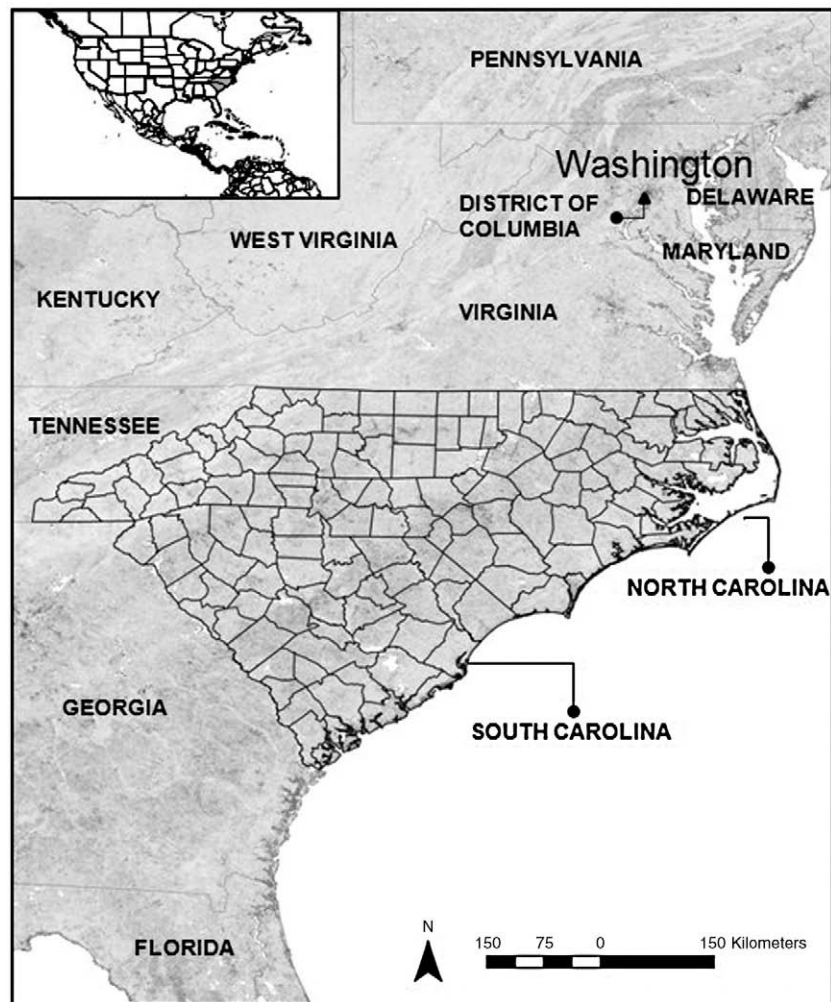 PENNSYLVANIA
Washington
DISTRICT OF
COLUMBIA
DELAWARE
MARYLAND
WEST VIRGINIA
KENTUCKY
VIRGINIA
TENNESSEE
NORTH CAROLINA
GEORGIA
SOUTH CAROLINA
FLORIDA
N
150 75 0 150 Kilometers